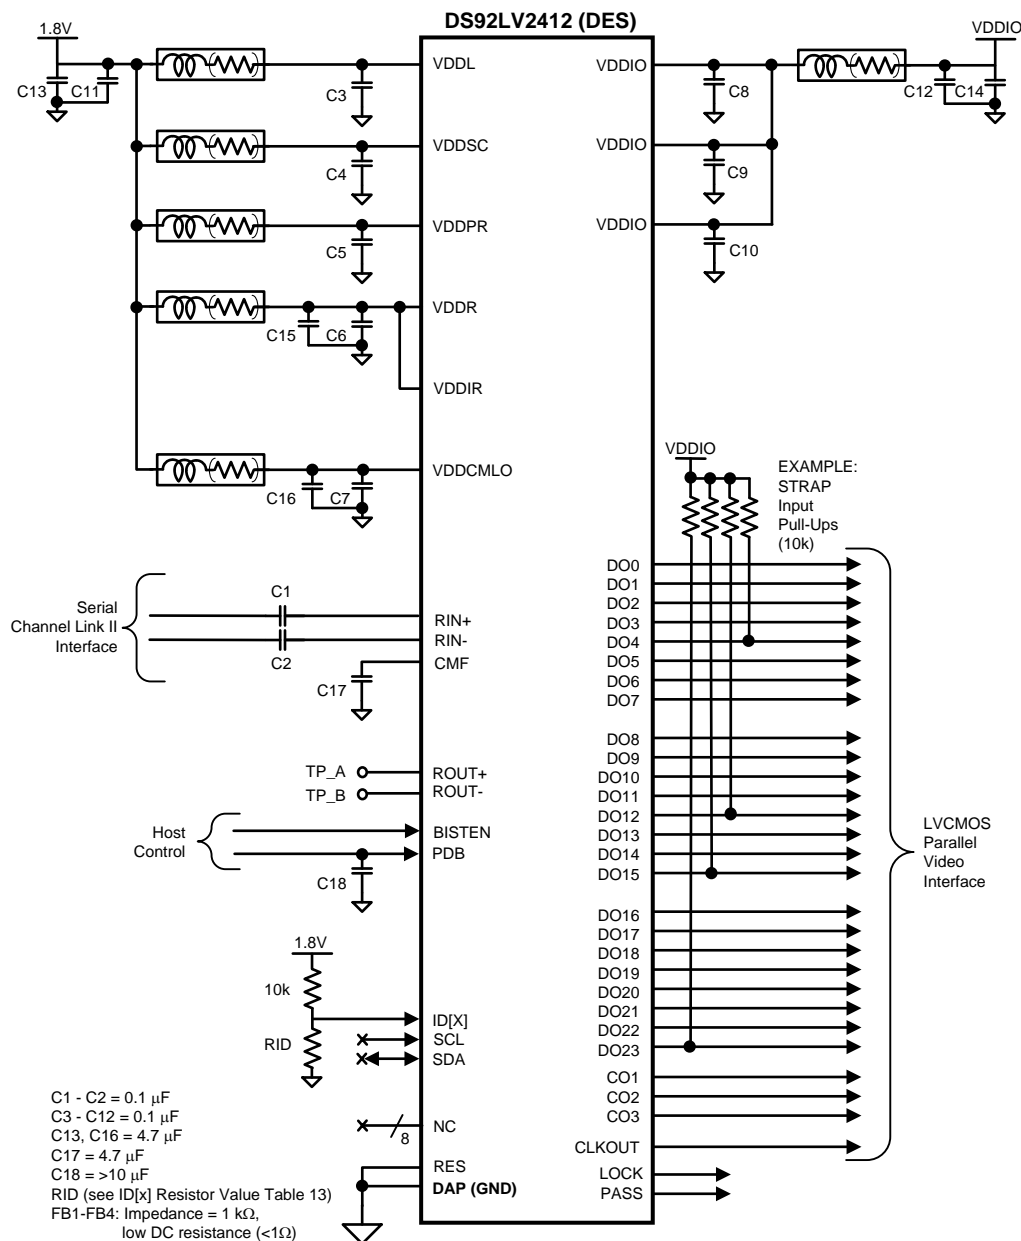 DS92LV2412 (DES)
1.8V
VDDIO
C13
C11
C3
VDDL
VDDIO
C8
C12
C14
C4
VDDSC
VDDIO
C9
C5
VDDPR
VDDIO
C10
C15
C6
VDDR
VDDIR
C16
C7
VDDCMLO
VDDIO
EXAMPLE:
STRAP
Input
Pull-Ups
(10k)
Serial
Channel Link II
Interface
C1
C2
RIN+
RIN-
CMF
C17
DO0
DO1
DO2
DO3
DO4
DO5
DO6
DO7
DO8
DO9
DO10
DO11
DO12
DO13
DO14
DO15
DO16
DO17
DO18
DO19
DO20
DO21
DO22
DO23
CO1
CO2
CO3
CLKOUT
LOCK
PASS
LVCMOS
Parallel
Video
Interface
TP_A
TP_B
ROUT+
ROUT-
Host
Control
BISTEN
PDB
C18
1.8V
10k
RID
ID[X]
SCL
SDA
NC
8
RES
DAP (GND)
C1 - C2 = 0.1 μF
C3 - C12 = 0.1 μF
C13, C16 = 4.7 μF
C17 = 4.7 μF
C18 = >10 μF
RID (see ID[x] Resistor Value Table 13)
FB1-FB4: Impedance = 1 kΩ,
low DC resistance (<1Ω)